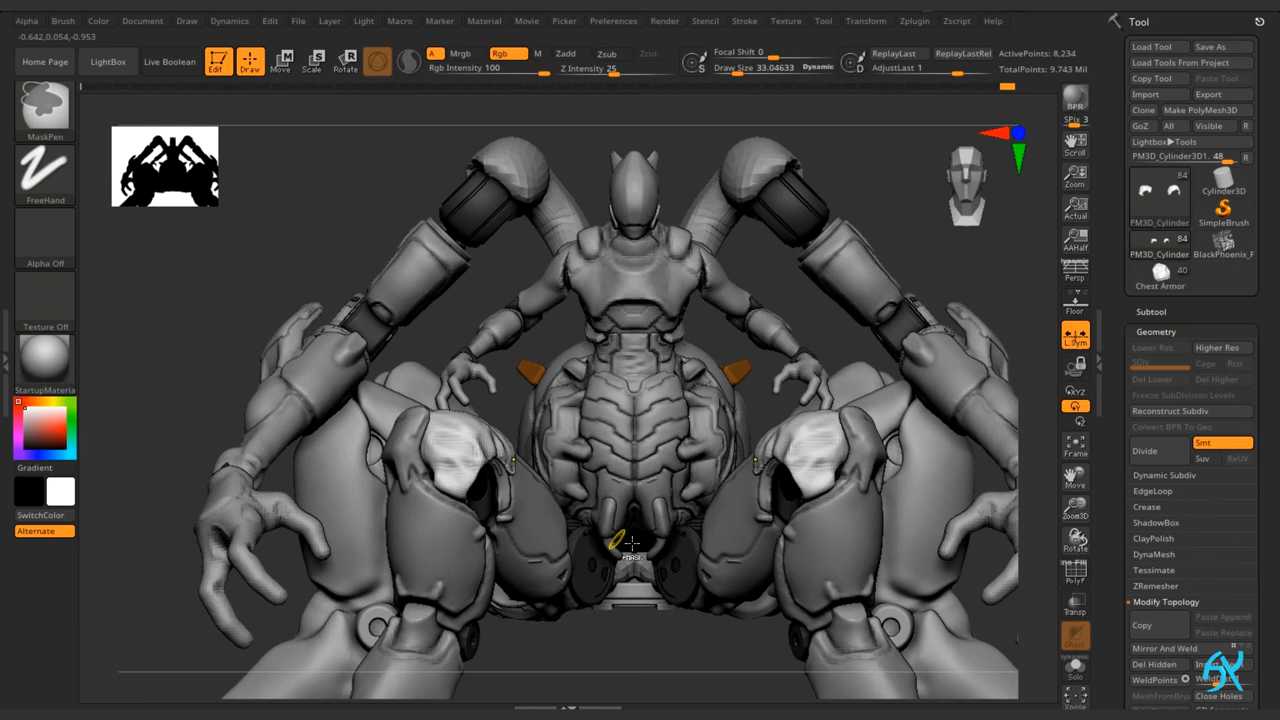 Alpha Brush Color Document Draw Dynamics Edit File Layer Light Macro Marker Material Movie Picker Preferences Render Stencil Stroke Texture Tool Transform Zplugin Zscript Help
-0.642,0.054,-0.953
Home Page
LightBox
Live Boolean
Edit
Draw
Move
Scale
Rotate
A
Mrgb
Rgb
M
Rgb Intensity 100
Zadd
Zsub
Zcut
Z Intensity 25
S
Focal Shift 0
Draw Size 33.04633
Dynamic
D
ReplayLast
ReplayLastRel
AdjustLast 1
ActivePoints: 8,234
TotalPoints: 9.743 Mil
MaskPen
FreeHand
Alpha Off
Texture Off
StartupMaterial
Gradient
SwitchColor
Alternate
+MASK
BPR
SPix 3
Scroll
Zoom
Actual
AAHalf
Dynamic
Persp
Floor
L.Sym
XYZ
Y
Z
Frame
Move
Zoom3D
Rotate
PolyF
Transp
Ghost
Dynamic
Solo
Xpose
Tool
Load Tool
Save As
Load Tools From Project
Copy Tool
Paste Tool
Import
Export
Clone
Make PolyMesh3D
GoZ
All
Visible
R
Lightbox▸Tools
PM3D_Cylinder3D1. 48
R
84
PM3D_Cylinder
Cylinder3D
SimpleBrush
84
PM3D_Cylinder
BlackPhoenix_F
40
Chest Armor
Subtool
Geometry
Lower Res
Higher Res
SDiv
Cage
Rstr
Del Lower
Del Higher
Freeze SubDivision Levels
Reconstruct Subdiv
Convert BPR To Geo
Divide
Smt
Suv
ReUV
Dynamic Subdiv
EdgeLoop
Crease
ShadowBox
ClayPolish
DynaMesh
Tessimate
ZRemesher
Modify Topology
Copy
Paste Append
Paste Replace
Mirror And Weld
Del Hidden
WeldPoints
Close Holes